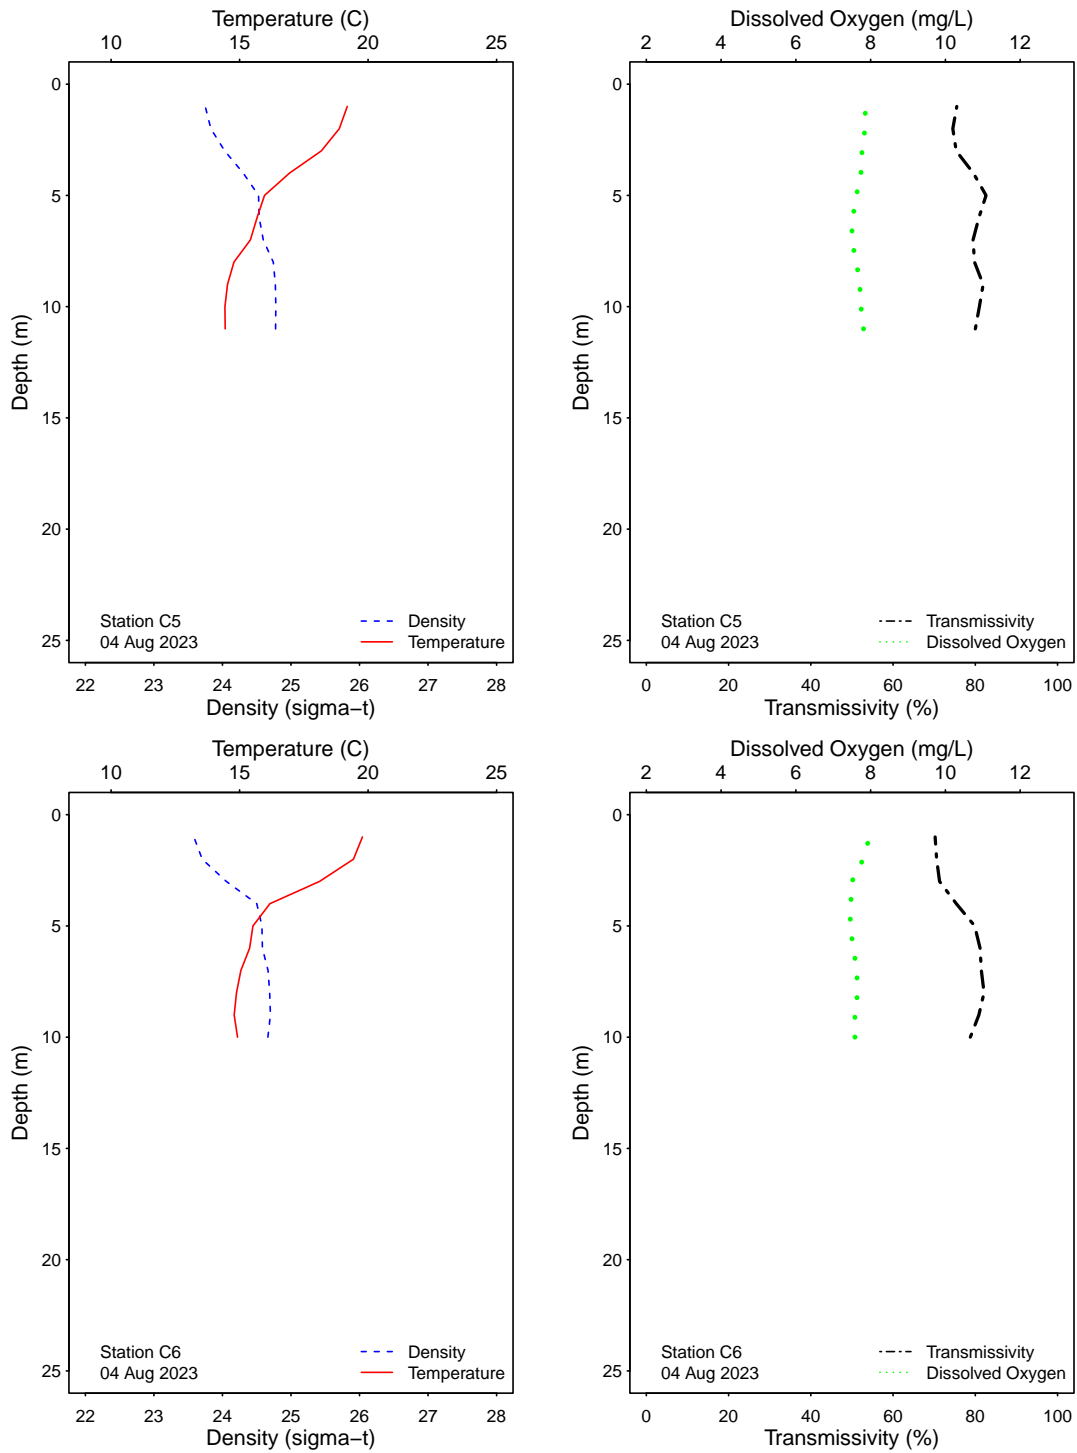 Temperature (C)
10 15 20 25
0
5
10
15
20
25
Depth (m)
Station C5
04 Aug 2023
Density
Temperature
22 23 24 25 26 27 28
Density (sigma−t)
Dissolved Oxygen (mg/L)
2 4 6 8 10 12
0
5
10
15
20
25
Depth (m)
Station C5
04 Aug 2023
Transmissivity
Dissolved Oxygen
0 20 40 60 80 100
Transmissivity (%)
Temperature (C)
10 15 20 25
0
5
10
15
20
25
Depth (m)
Station C6
04 Aug 2023
Density
Temperature
22 23 24 25 26 27 28
Density (sigma−t)
Dissolved Oxygen (mg/L)
2 4 6 8 10 12
0
5
10
15
20
25
Depth (m)
Station C6
04 Aug 2023
Transmissivity
Dissolved Oxygen
0 20 40 60 80 100
Transmissivity (%)